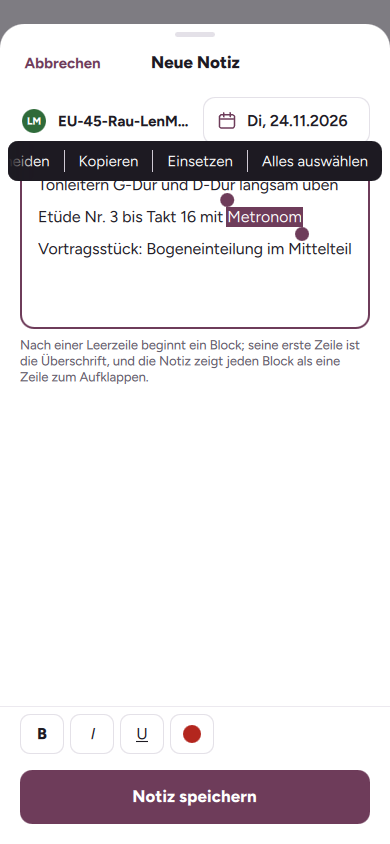 Abbrechen
Neue Notiz
LM
EU-45-Rau-LenM...
Di, 24.11.2026
Kopieren
Einsetzen
Alles auswählen
Tonleitern G-Dur und D-Dur langsam üben
Etüde Nr. 3 bis Takt 16 mit Metronom
Vortragsstück: Bogeneinteilung im Mittelteil
Nach einer Leerzeile beginnt ein Block; seine erste Zeile ist
die Überschrift, und die Notiz zeigt jeden Block als eine
Zeile zum Aufklappen.
B
I
U
Notiz speichern